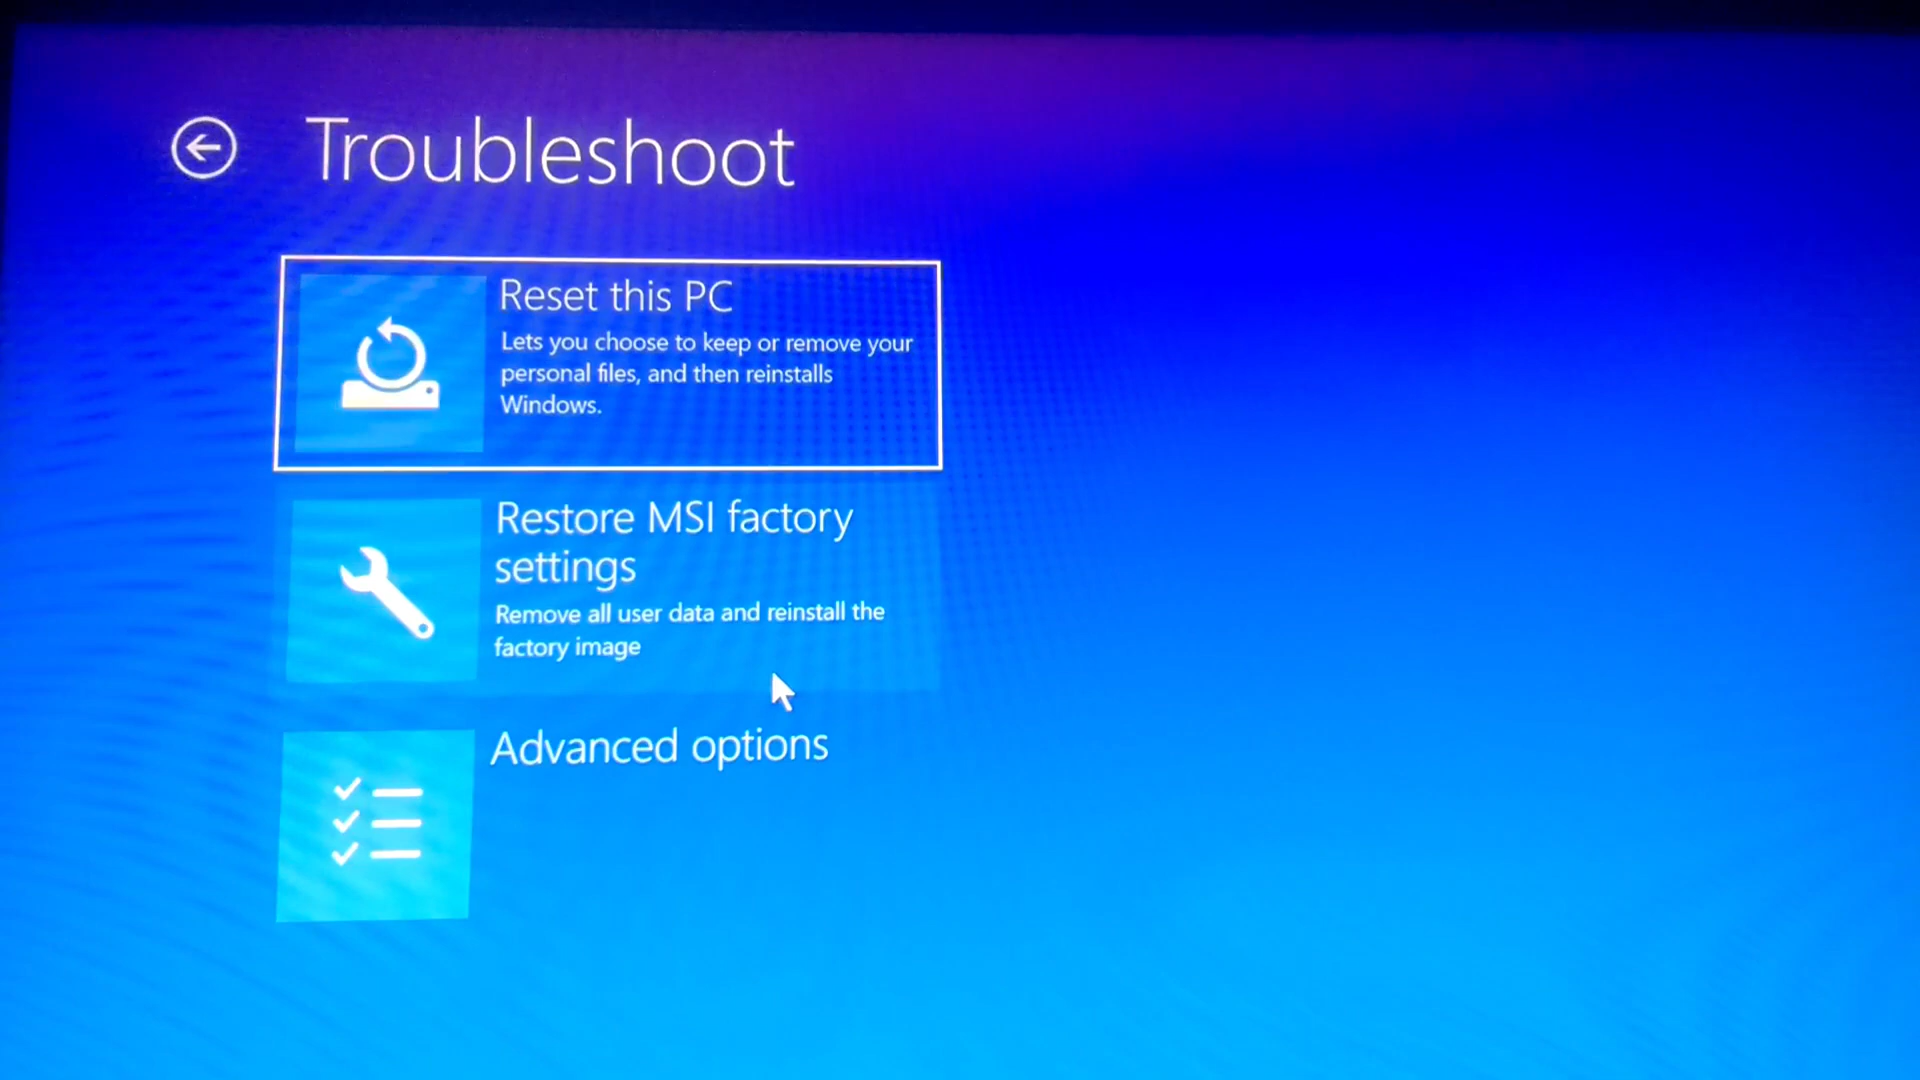 Troubleshoot
Reset this PC
Lets you choose to keep or remove your
personal files, and then reinstalls
Windows.
Restore MSI factory
settings
Remove all user data and reinstall the
factory image
Advanced options